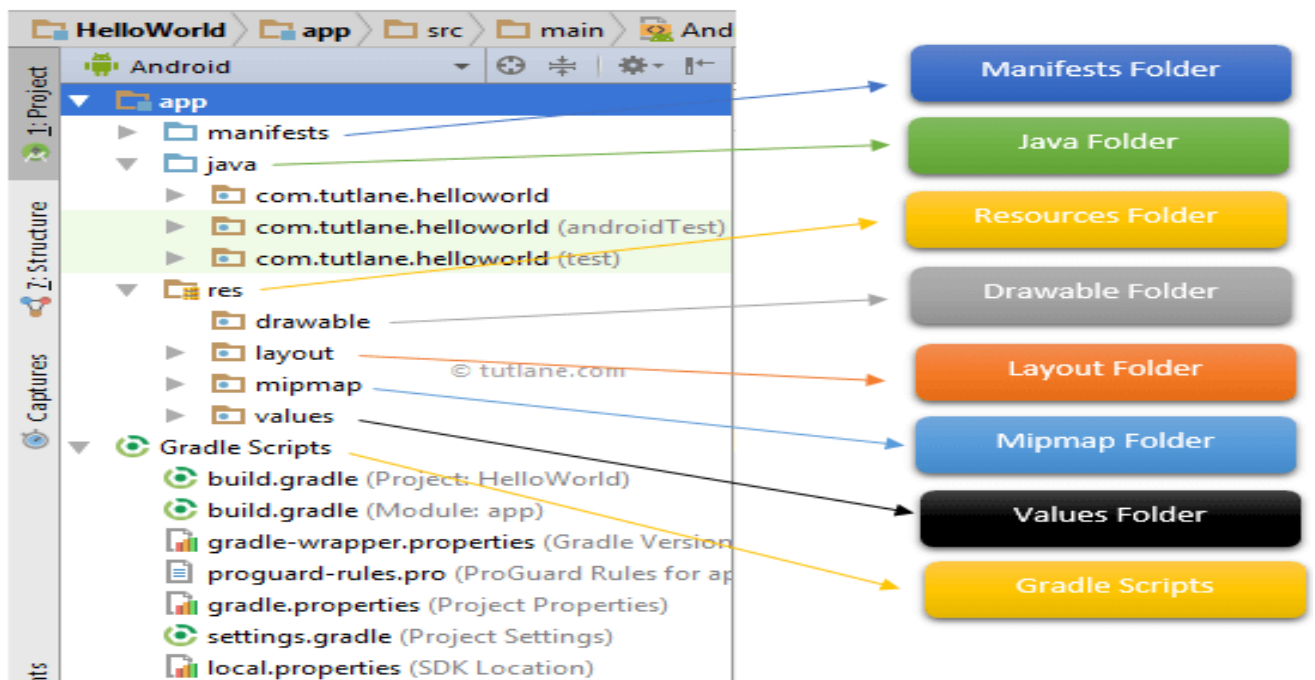 HelloWorld app src main And
Android
1: Project
7: Structure
Captures
app
manifests
java
com.tutlane.helloworld
com.tutlane.helloworld (androidTest)
com.tutlane.helloworld (test)
res
drawable
layout
© tutlane.com
mipmap
values
Gradle Scripts
build.gradle (Project: HelloWorld)
build.gradle (Module: app)
gradle-wrapper.properties (Gradle Version
proguard-rules.pro (ProGuard Rules for ap
gradle.properties (Project Properties)
settings.gradle (Project Settings)
local.properties (SDK Location)
Manifests Folder
Java Folder
Resources Folder
Drawable Folder
Layout Folder
Mipmap Folder
Values Folder
Gradle Scripts